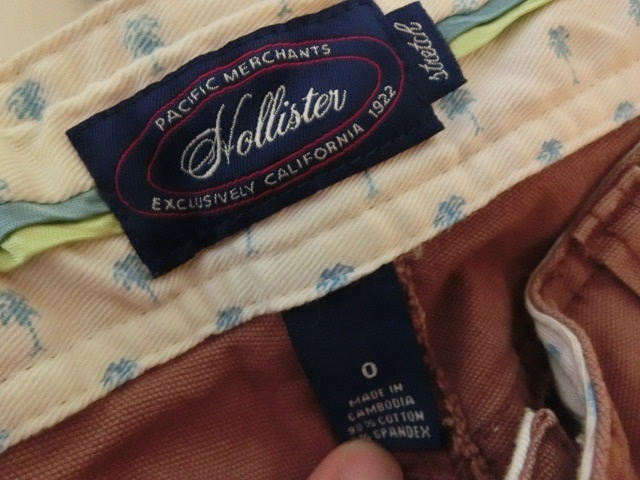 PACIFIC MERCHANTS
Hollister
EXCLUSIVELY CALIFORNIA 1922
stretch
0
MADE IN
CAMBODIA
COTTON
SPANDEX